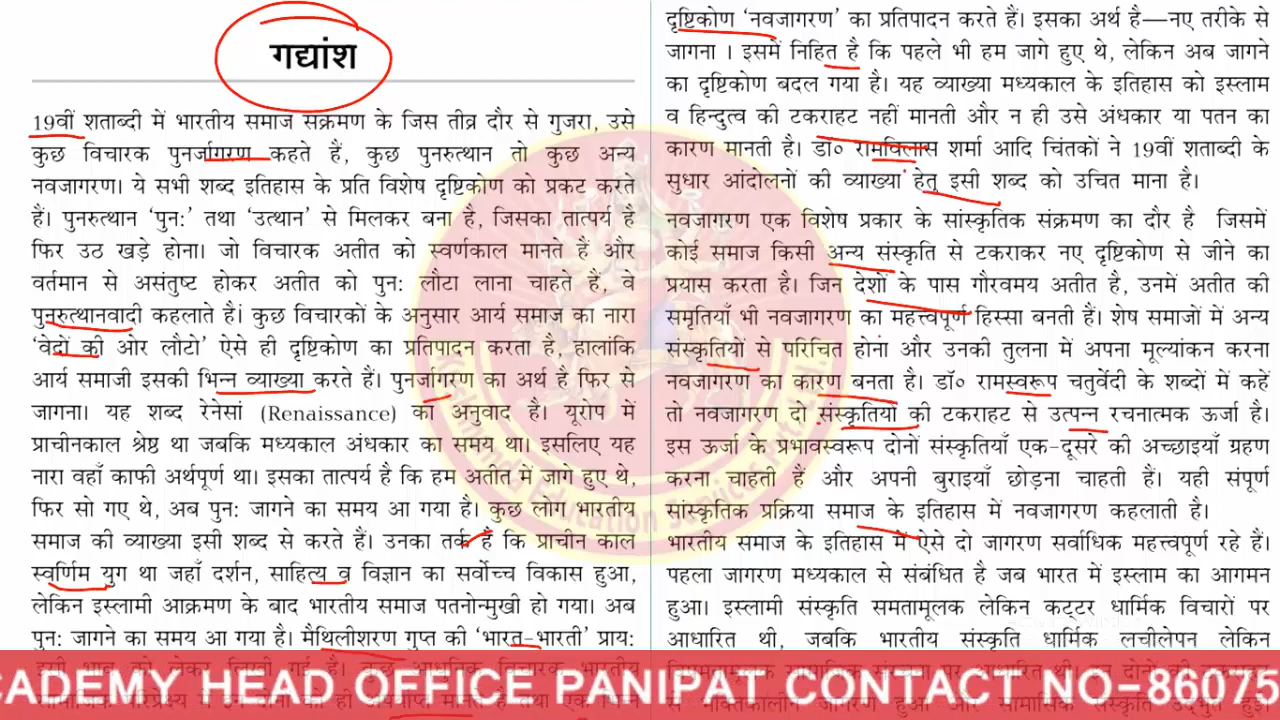 गद्यांश
19वीं शताब्दी में भारतीय समाज संक्रमण के जिस तीव्र दौर से गुजरा, उसे
कुछ विचारक पुनर्जागरण कहते हैं, कुछ पुनरुत्थान तो कुछ अन्य
नवजागरण। ये सभी शब्द इतिहास के प्रति विशेष दृष्टिकोण को प्रकट करते
हैं। पुनरुत्थान ‘पुन:’ तथा ‘उत्थान’ से मिलकर बना है, जिसका तात्पर्य है
फिर उठ खड़े होना। जो विचारक अतीत को स्वर्णकाल मानते हैं और
वर्तमान से असंतुष्ट होकर अतीत को पुन: लौटा लाना चाहते हैं, वे
पुनरुत्थानवादी कहलाते हैं। कुछ विचारकों के अनुसार आर्य समाज का नारा
‘वेदों की ओर लौटो’ ऐसे ही दृष्टिकोण का प्रतिपादन करता है, हालांकि
आर्य समाजी इसकी भिन्न व्याख्या करते हैं। पुनर्जागरण का अर्थ है फिर से
जागना। यह शब्द रेनेसां (Renaissance) का अनुवाद है। यूरोप में
प्राचीनकाल श्रेष्ठ था जबकि मध्यकाल अंधकार का समय था। इसलिए यह
नारा वहाँ काफी अर्थपूर्ण था। इसका तात्पर्य है कि हम अतीत में जागे हुए थे,
फिर सो गए थे, अब पुन: जागने का समय आ गया है। कुछ लोग भारतीय
समाज की व्याख्या इसी शब्द से करते हैं। उनका तर्क है कि प्राचीन काल
स्वर्णिम युग था जहाँ दर्शन, साहित्य व विज्ञान का सर्वोच्च विकास हुआ,
लेकिन इस्लामी आक्रमण के बाद भारतीय समाज पतनोन्मुखी हो गया। अब
पुन: जागने का समय आ गया है। मैथिलीशरण गुप्त की ‘भारत-भारती’ प्राय:
दृष्टिकोण ‘नवजागरण’ का प्रतिपादन करते हैं। इसका अर्थ है—नए तरीके से
जागना । इसमें निहित है कि पहले भी हम जागे हुए थे, लेकिन अब जागने
का दृष्टिकोण बदल गया है। यह व्याख्या मध्यकाल के इतिहास को इस्लाम
व हिन्दुत्व की टकराहट नहीं मानती और न ही उसे अंधकार या पतन का
कारण मानती है। डॉ० रामविलास शर्मा आदि चिंतकों ने 19वीं शताब्दी के
सुधार आंदोलनों की व्याख्या हेतु इसी शब्द को उचित माना है।
नवजागरण एक विशेष प्रकार के सांस्कृतिक संक्रमण का दौर है जिसमें
कोई समाज किसी अन्य संस्कृति से टकराकर नए दृष्टिकोण से जीने का
प्रयास करता है। जिन देशों के पास गौरवमय अतीत है, उनमें अतीत की
समृतियाँ भी नवजागरण का महत्त्वपूर्ण हिस्सा बनती हैं। शेष समाजों में अन्य
संस्कृतियों से परिचित होना और उनकी तुलना में अपना मूल्यांकन करना
नवजागरण का कारण बनता है। डॉ० रामस्वरूप चतुर्वेदी के शब्दों में कहें
तो नवजागरण दो संस्कृतियों की टकराहट से उत्पन्न रचनात्मक ऊर्जा है।
इस ऊर्जा के प्रभावस्वरूप दोनों संस्कृतियाँ एक-दूसरे की अच्छाइयाँ ग्रहण
करना चाहती हैं और अपनी बुराइयाँ छोड़ना चाहती हैं। यही संपूर्ण
सांस्कृतिक प्रक्रिया समाज के इतिहास में नवजागरण कहलाती है।
भारतीय समाज के इतिहास में ऐसे दो जागरण सर्वाधिक महत्त्वपूर्ण रहे हैं।
पहला जागरण मध्यकाल से संबंधित है जब भारत में इस्लाम का आगमन
हुआ। इस्लामी संस्कृति समतामूलक लेकिन कट्टर धार्मिक विचारों पर
आधारित थी, जबकि भारतीय संस्कृति धार्मिक लचीलेपन लेकिन
CADEMY HEAD OFFICE PANIPAT CONTACT NO-86075